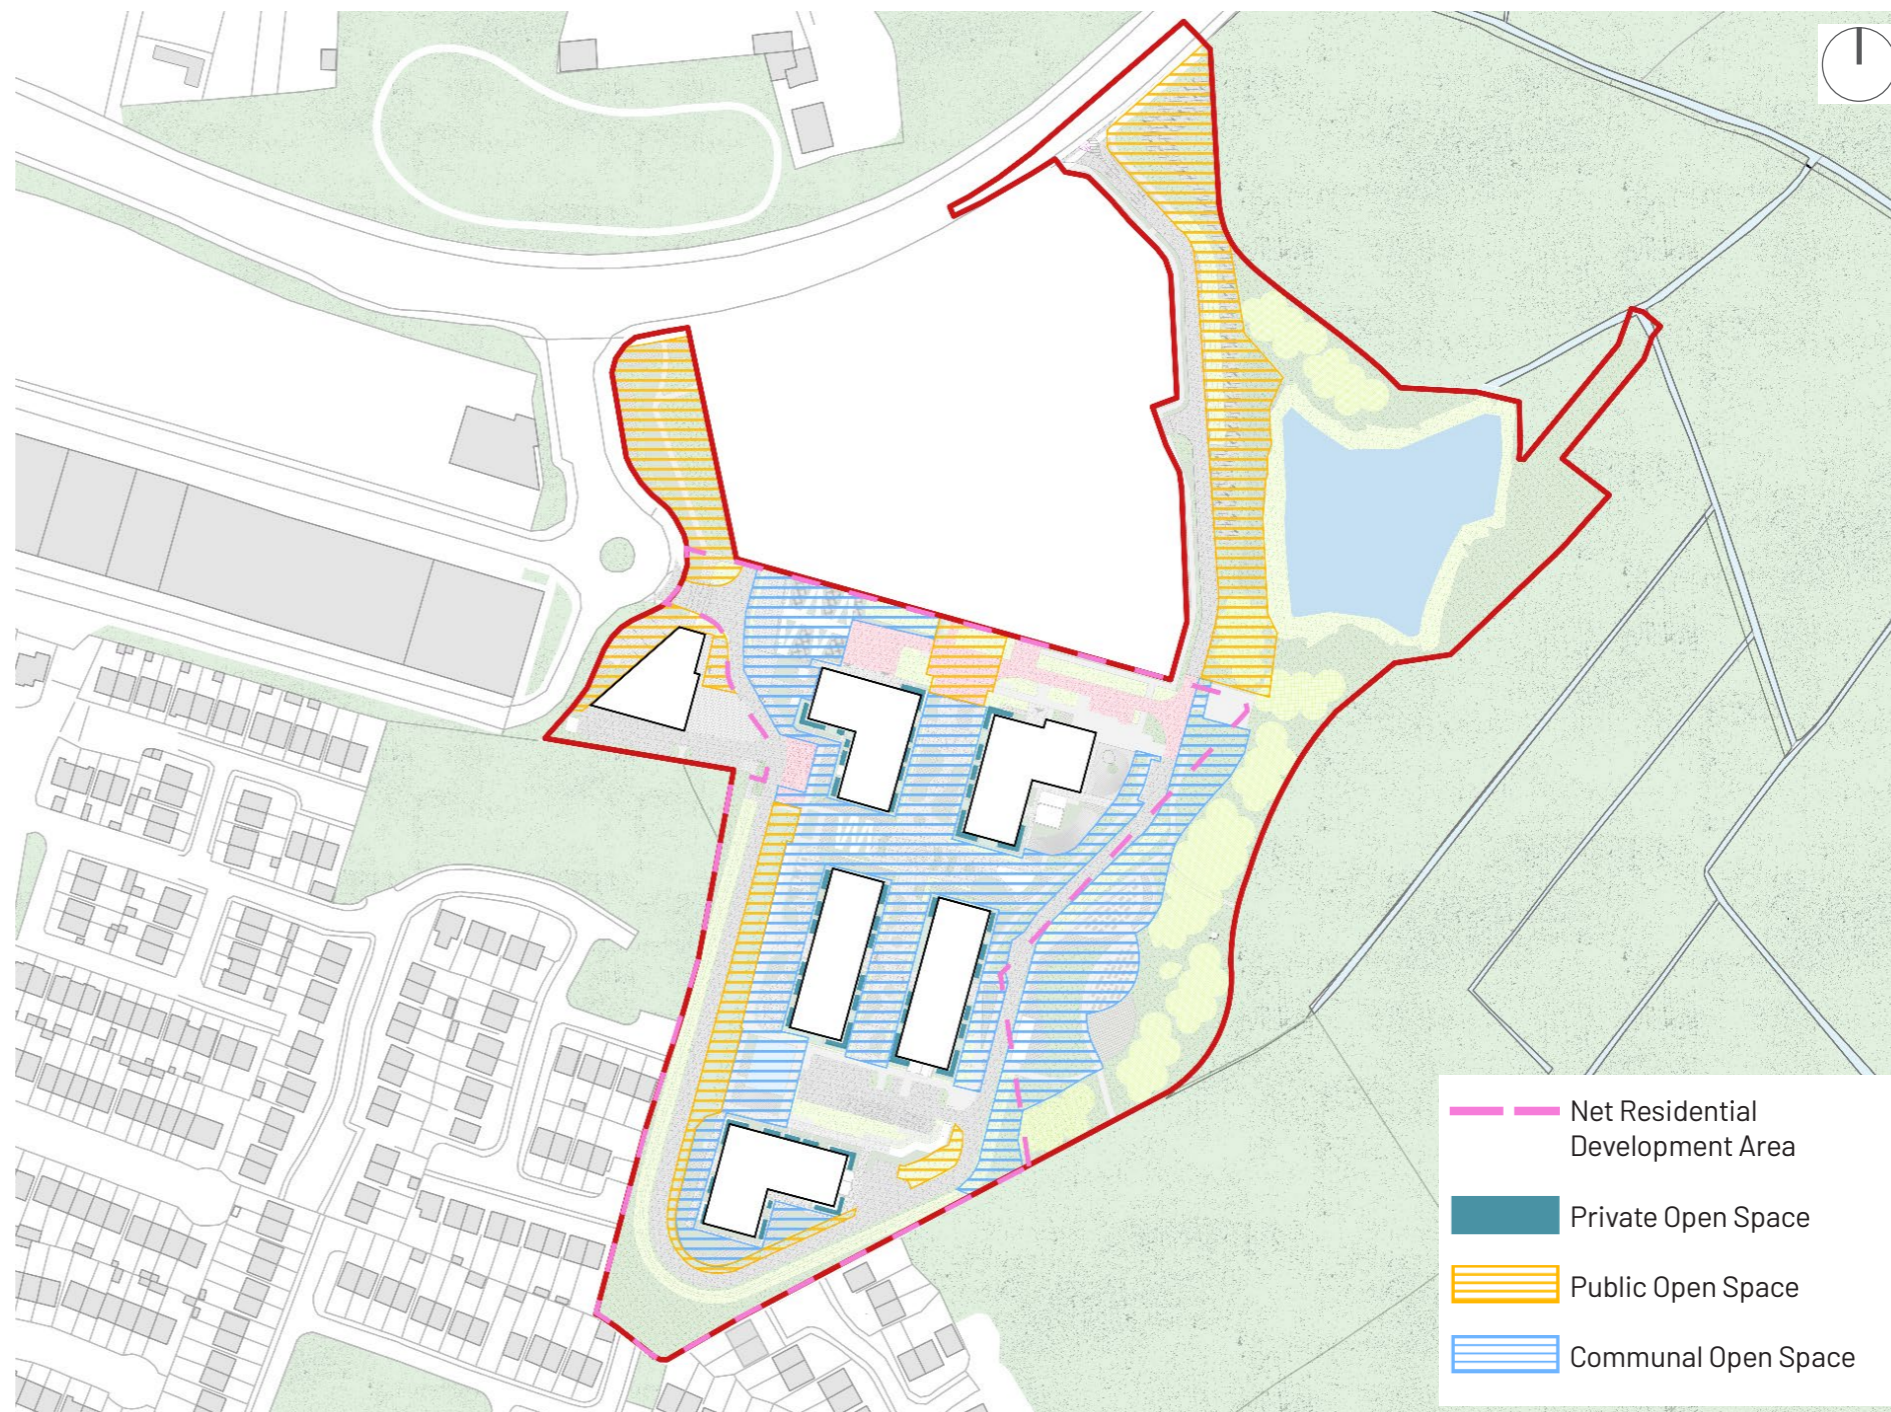 Net Residential
Development Area
Private Open Space
Public Open Space
Communal Open Space